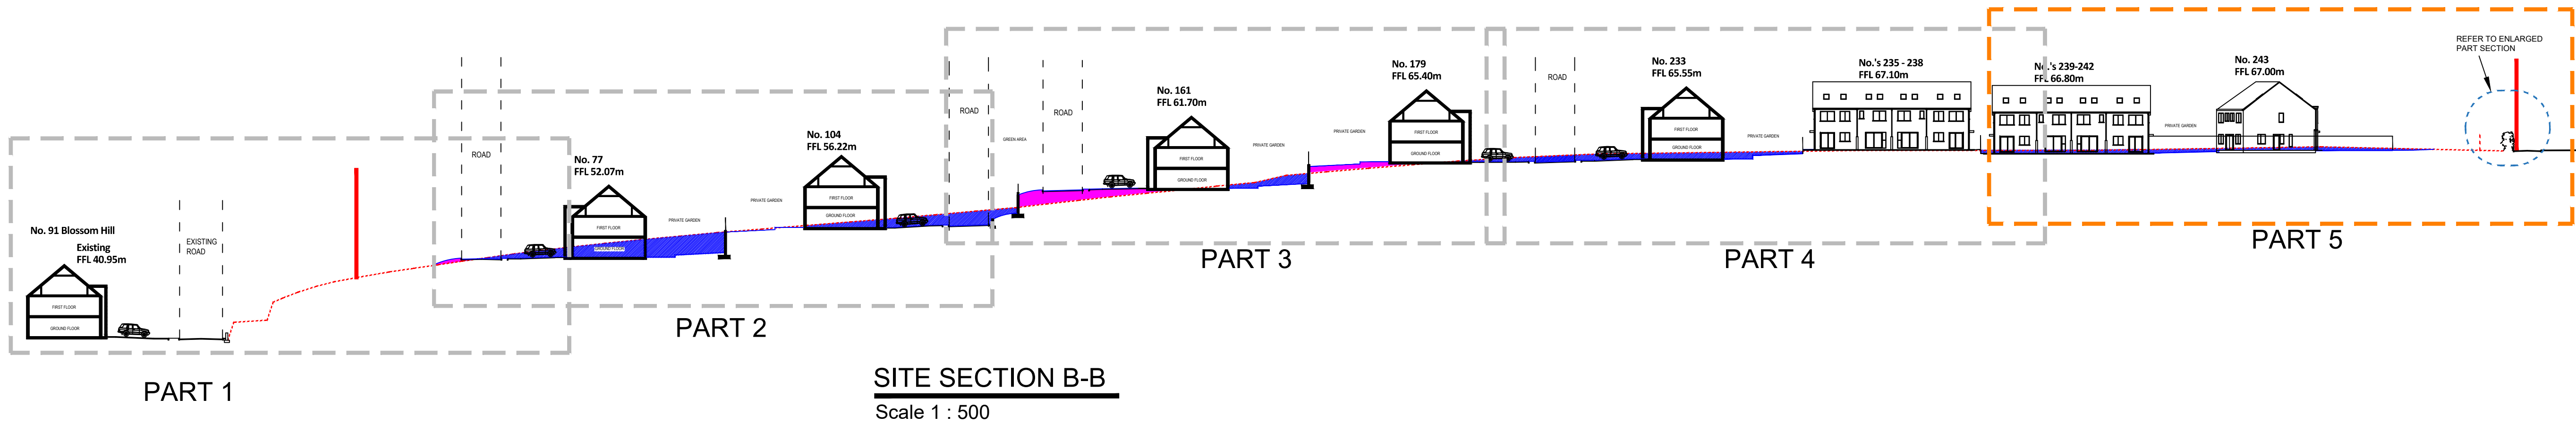 No. 91 Blossom Hill
Existing
FFL 40.95m
FIRST FLOOR
GROUND FLOOR
EXISTING
ROAD
PART 1
ROAD
No. 77
FFL 52.07m
FIRST FLOOR
GROUND FLOOR
PRIVATE GARDEN
PRIVATE GARDEN
No. 104
FFL 56.22m
FIRST FLOOR
GROUND FLOOR
PART 2
ROAD
GREEN AREA
ROAD
No. 161
FFL 61.70m
FIRST FLOOR
GROUND FLOOR
PRIVATE GARDEN
PRIVATE GARDEN
No. 179
FFL 65.40m
FIRST FLOOR
GROUND FLOOR
PART 3
ROAD
No. 233
FFL 65.55m
FIRST FLOOR
GROUND FLOOR
PRIVATE GARDEN
No.'s 235 - 238
FFL 67.10m
PART 4
No.'s 239-242
FFL 66.80m
PRIVATE GARDEN
No. 243
FFL 67.00m
REFER TO ENLARGED
PART SECTION
PART 5
SITE SECTION B-B
Scale 1 : 500